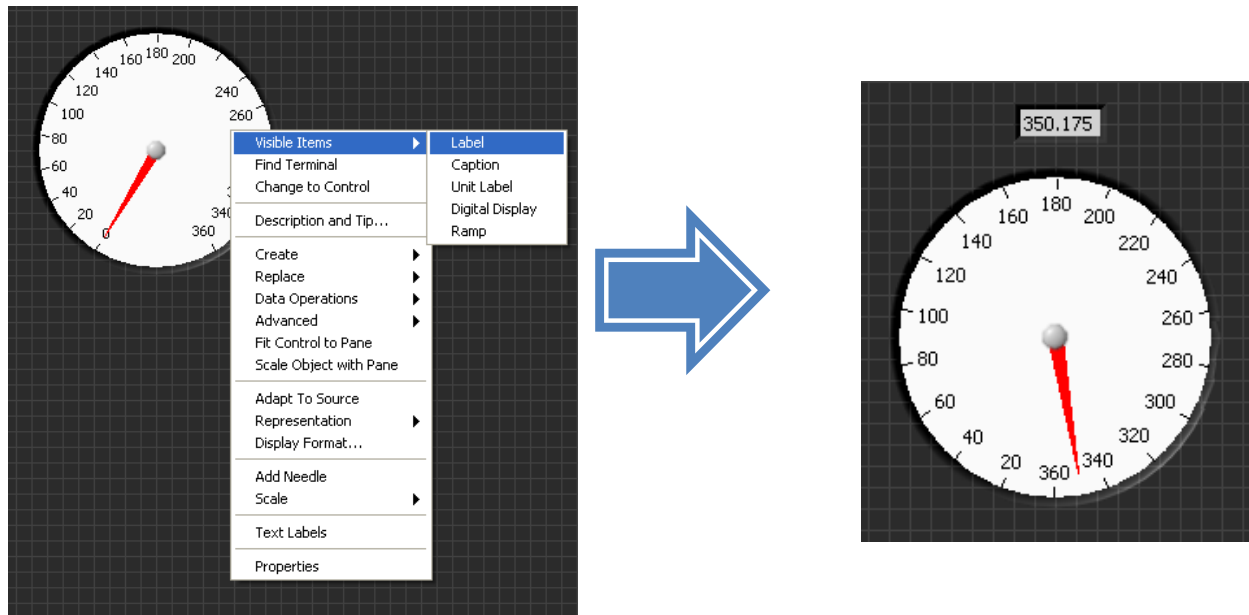 0
20
40
60
80
100
120
140
160
180
200
240
260
340
360
Visible Items
Find Terminal
Change to Control
Description and Tip...
Create
Replace
Data Operations
Advanced
Fit Control to Pane
Scale Object with Pane
Adapt To Source
Representation
Display Format...
Add Needle
Scale
Text Labels
Properties
Label
Caption
Unit Label
Digital Display
Ramp
350.175
20
40
60
80
100
120
140
160
180
200
220
240
260
280
300
320
340
360